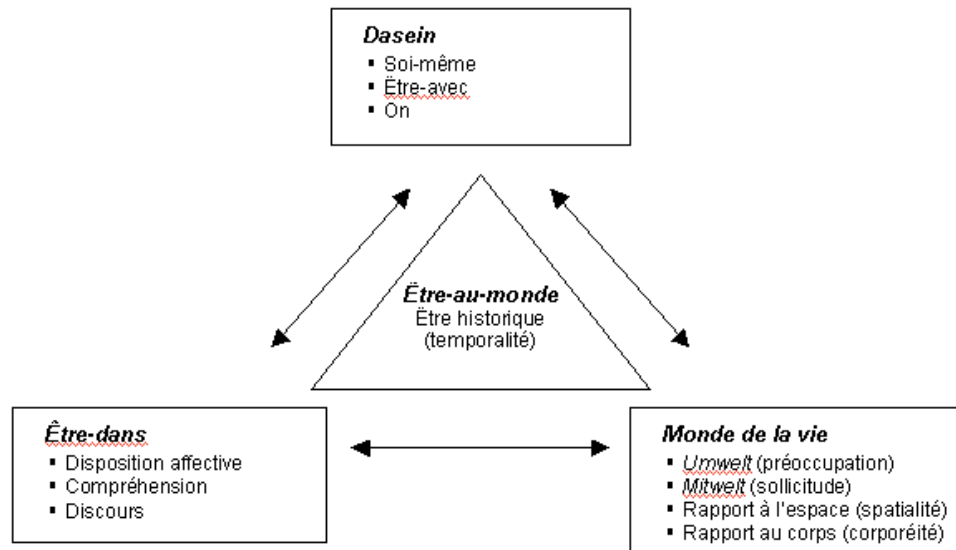 Dasein
▪ Soi-même
▪ Ëtre-avec
▪ On
Ëtre-au-monde
Ëtre historique
(temporalité)
Être-dans
▪ Disposition affective
▪ Compréhension
▪ Discours
Monde de la vie
▪ Umwelt (préoccupation)
▪ Mitwelt (sollicitude)
▪ Rapport à l'espace (spatialité)
▪ Rapport au corps (corporéité)